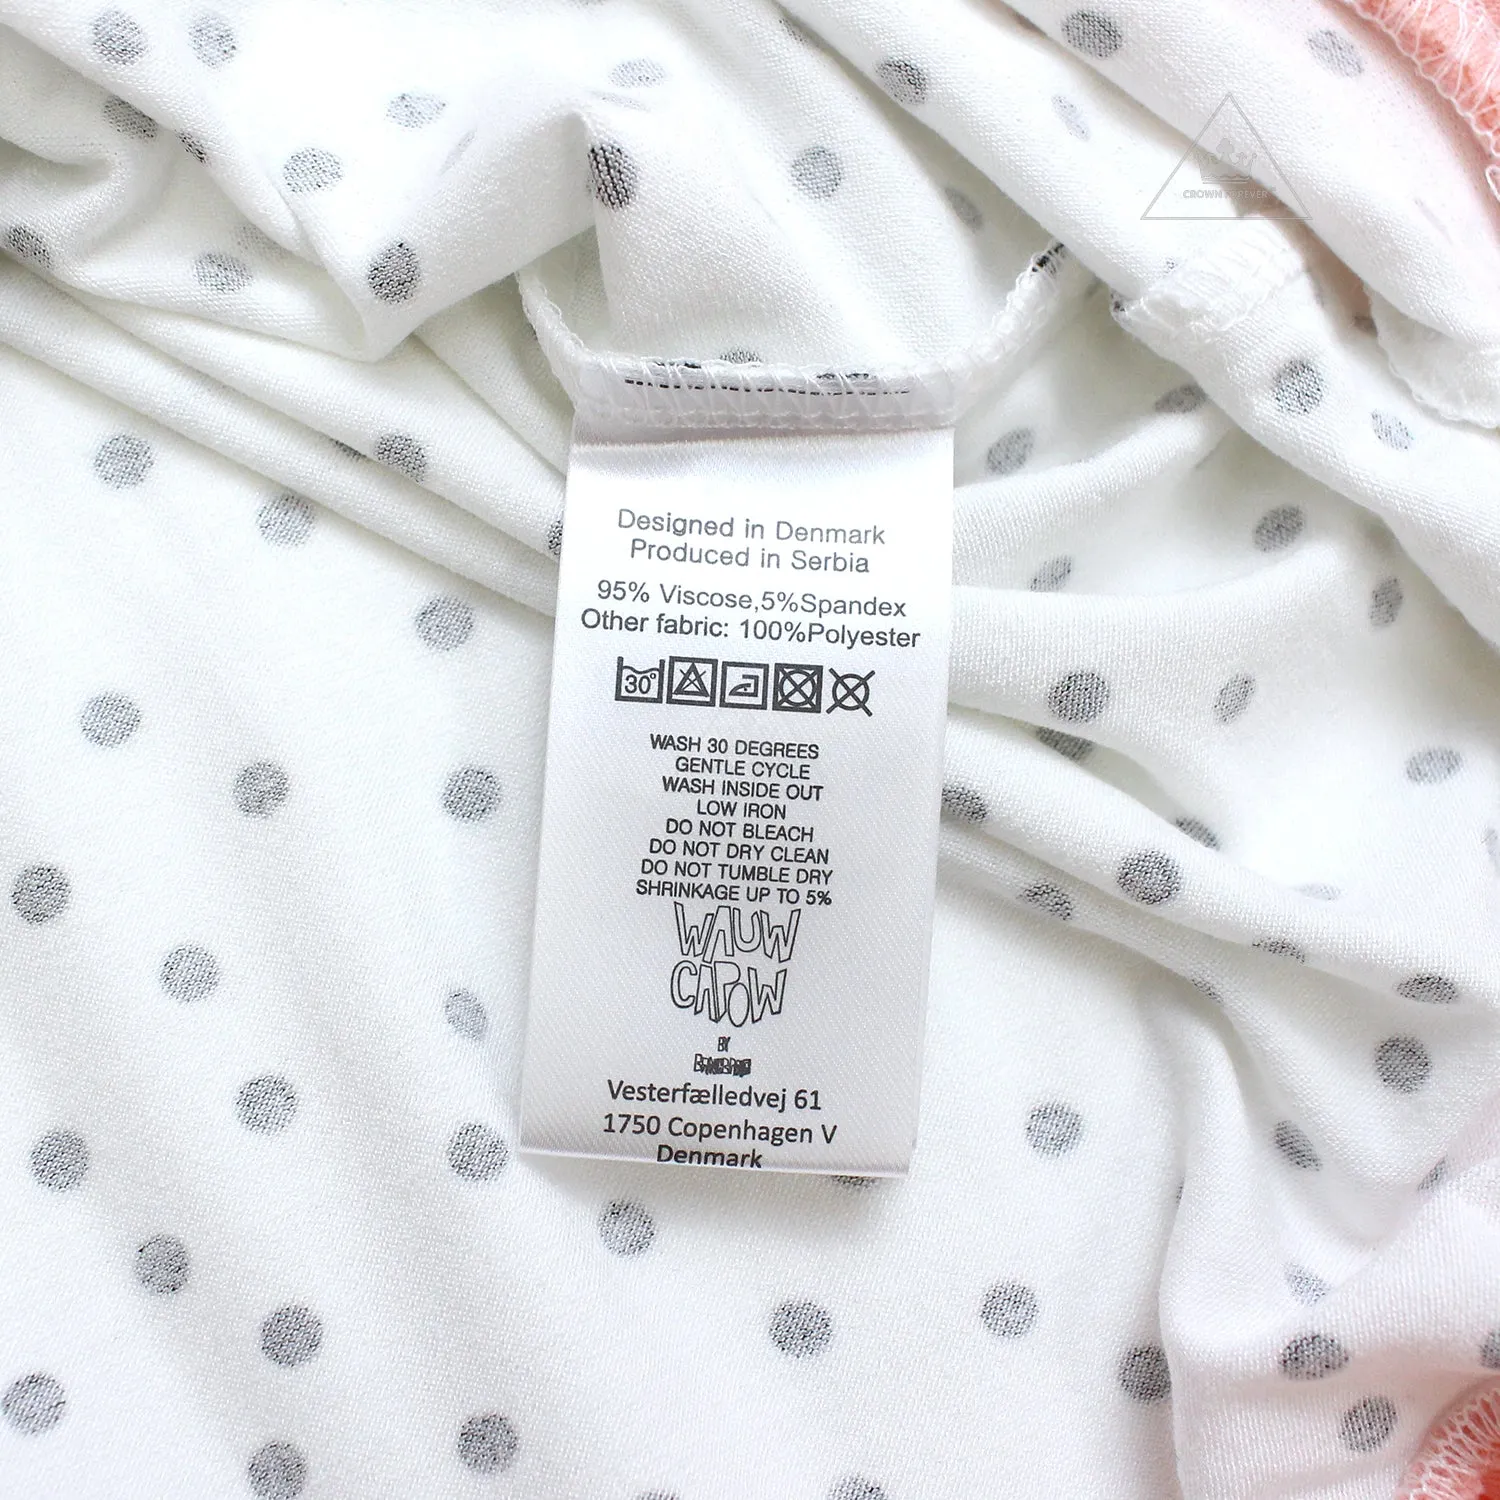 CROWN FOREVER
Designed in Denmark
Produced in Serbia
95% Viscose,5%Spandex
Other fabric: 100%Polyester
30°
WASH 30 DEGREES
GENTLE CYCLE
WASH INSIDE OUT
LOW IRON
DO NOT BLEACH
DO NOT DRY CLEAN
DO NOT TUMBLE DRY
SHRINKAGE UP TO 5%
WAUW
CAPOW
BY
Vesterfælledvej 61
1750 Copenhagen V
Denmark